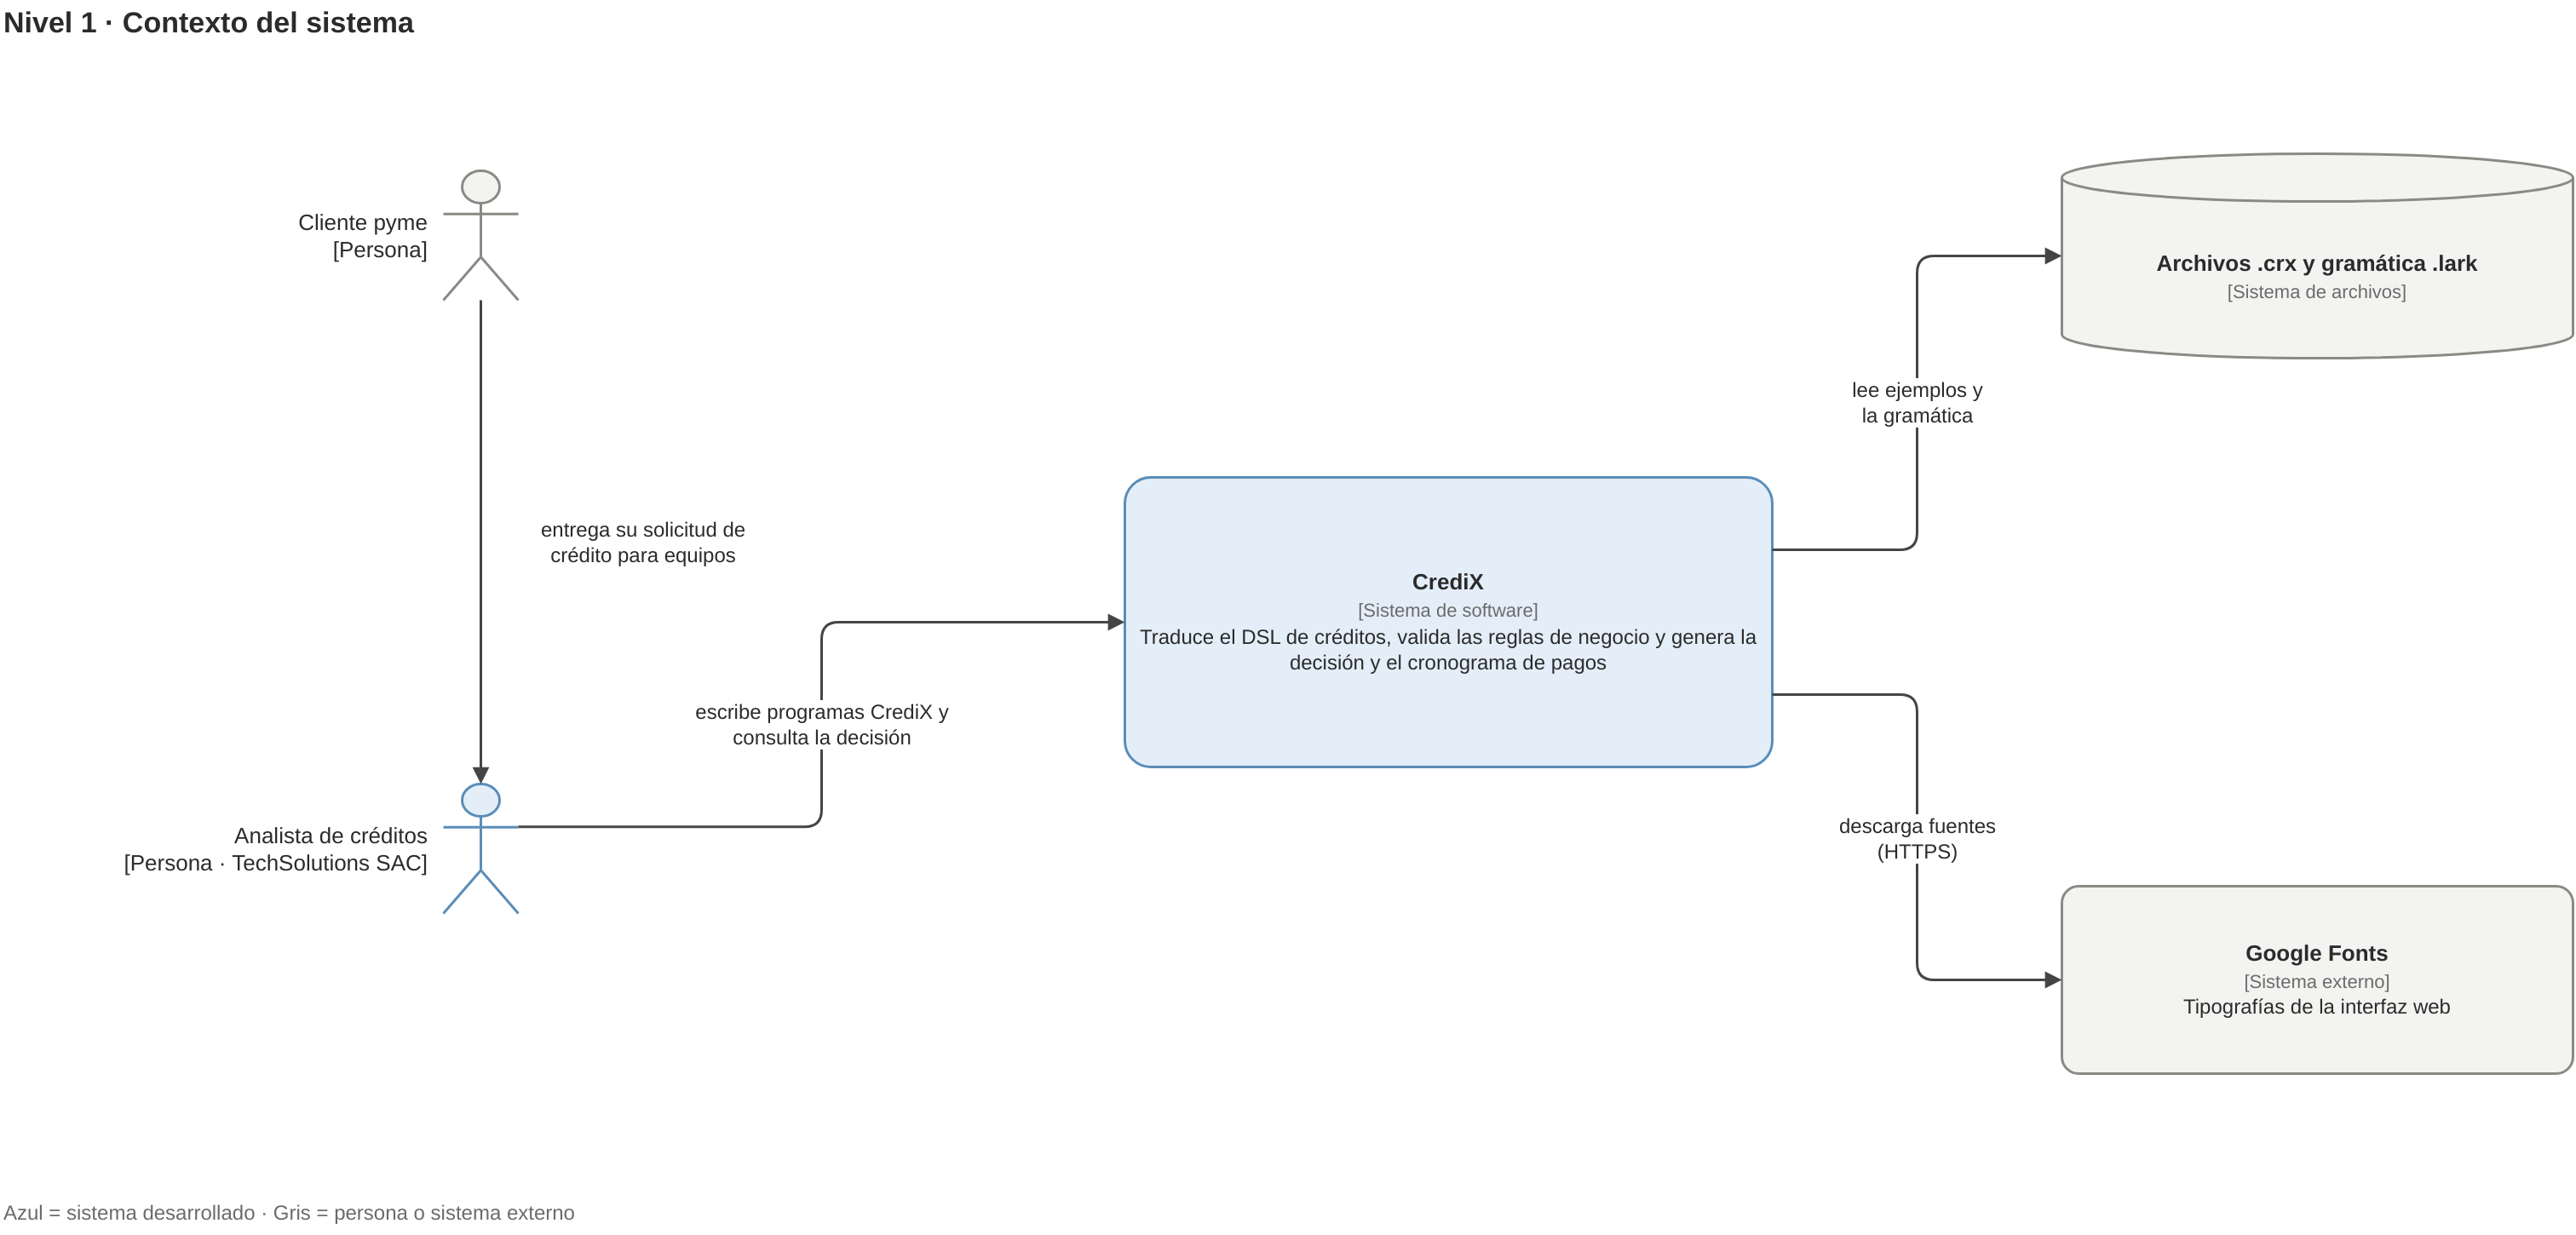 Nivel 1 · Contexto del sistema
Cliente pyme
[Persona]
Archivos .crx y gramática .lark
[Sistema de archivos]
lee ejemplos y
la gramática
entrega su solicitud de
crédito para equipos
CrediX
[Sistema de software]
Traduce el DSL de créditos, valida las reglas de negocio y genera la
decisión y el cronograma de pagos
escribe programas CrediX y
consulta la decisión
Analista de créditos
[Persona · TechSolutions SAC]
descarga fuentes
(HTTPS)
Google Fonts
[Sistema externo]
Tipografías de la interfaz web
Azul = sistema desarrollado · Gris = persona o sistema externo